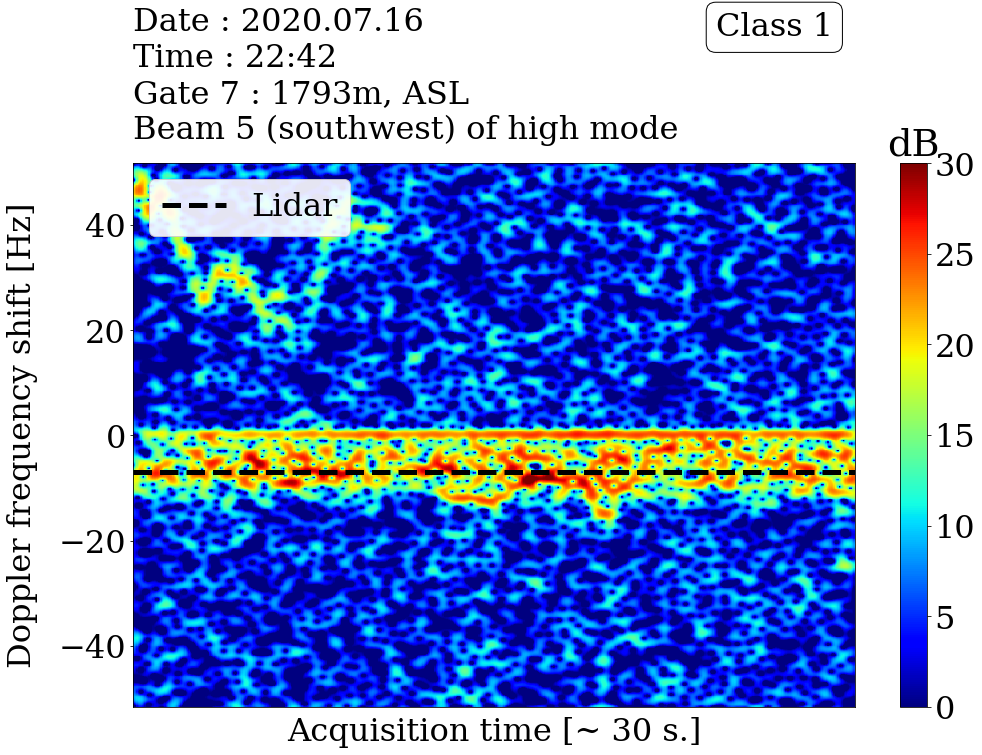 Date : 2020.07.16
Time : 22:42
Gate 7 : 1793m, ASL
Beam 5 (southwest) of high mode
Class 1
dB
Lidar
Doppler frequency shift [Hz]
40
20
0
−20
−40
30
25
20
15
10
5
0
Acquisition time [~ 30 s.]